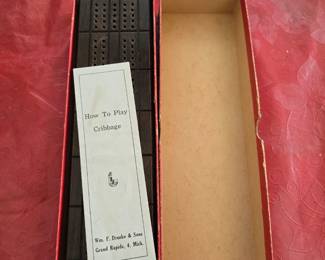 How To Play
Cribbage
Wm. F. Drueke & Sons
Grand Rapids, 4, Mich.